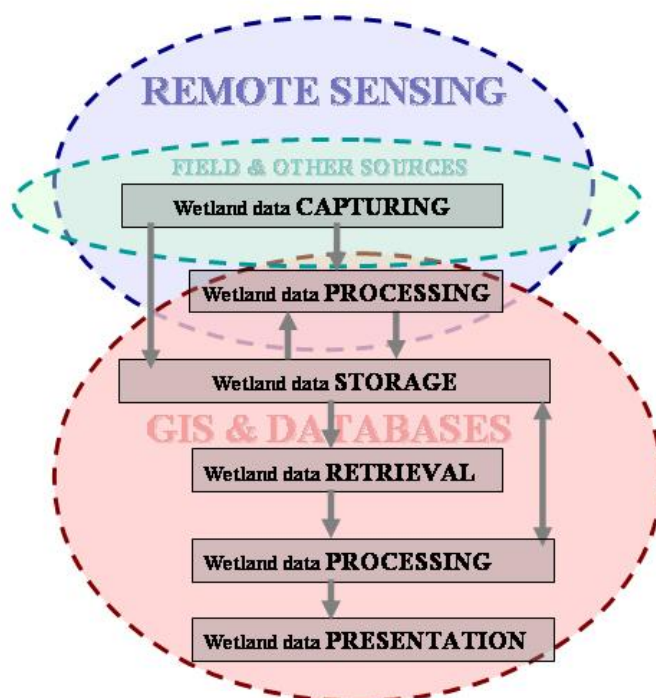 REMOTE SENSING
FIELD & OTHER SOURCES
Wetland data CAPTURING
Wetland data PROCESSING
Wetland data STORAGE
GIS & DATABASES
Wetland data RETRIEVAL
Wetland data PROCESSING
Wetland data PRESENTATION